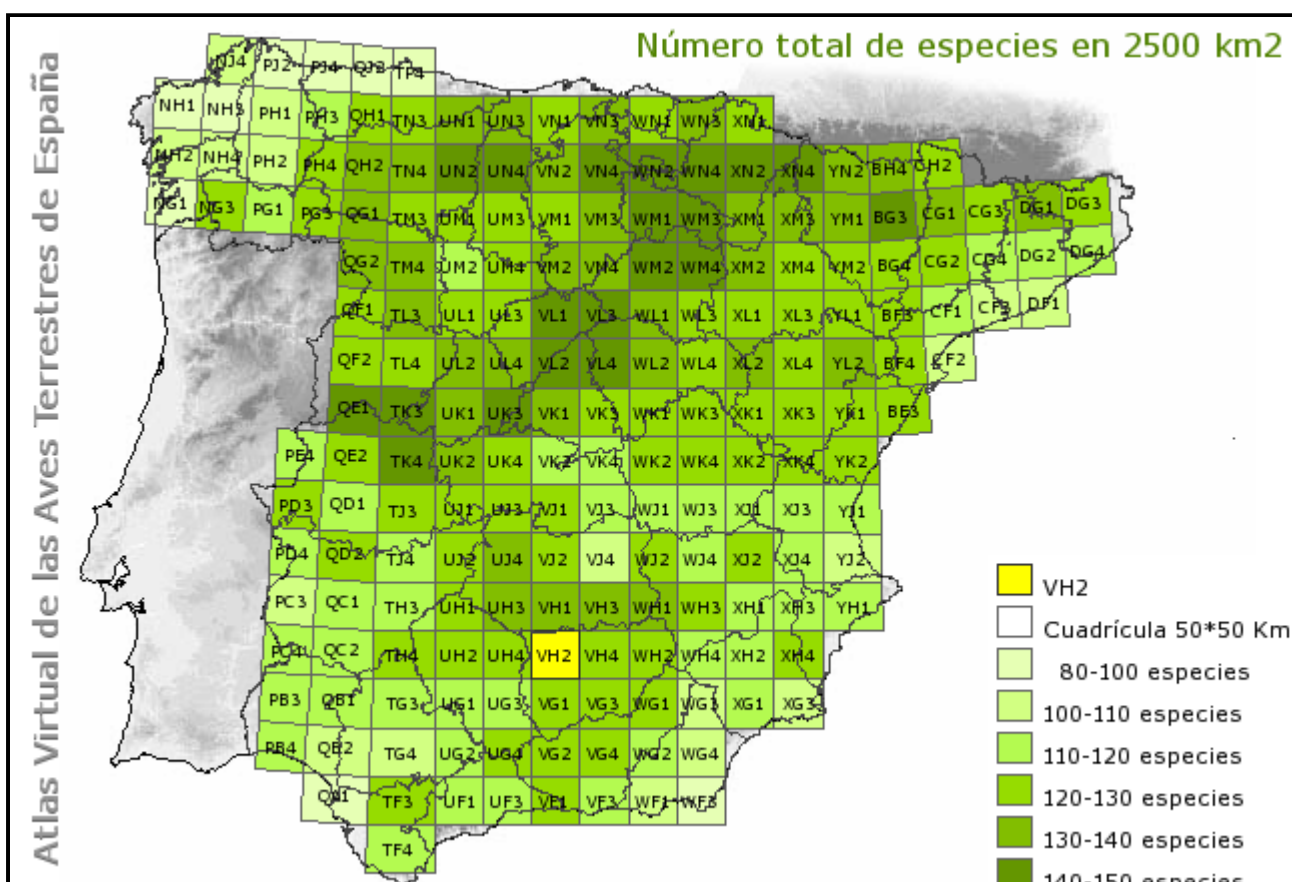 Número total de especies en 2500 km2
Atlas Virtual de las Aves Terrestres de España
NJ4 PJ2 PJ4 QJ2 TP4
NH1 NH3 PH1 PH3 QH1 TN3 UN1 UN3 VN1 VN3 WN1 WN3 XN1
NH2 NH4 PH2 PH4 QH2 TN4 UN2 UN4 VN2 VN4 WN2 WN4 XN2 XN4 YN2 BH4 CH2
NG1 NG3 PG1 PG3 QG1 TM3 UM1 UM3 VM1 VM3 WM1 WM3 XM1 XM3 YM1 BG3 CG1 CG3 DG1 DG3
QG2 TM4 UM2 UM4 VM2 VM4 WM2 WM4 XM2 XM4 YM2 BG4 CG2 CG4 DG2 DG4
QF1 TL3 UL1 UL3 VL1 VL3 WL1 WL3 XL1 XL3 YL1 BF3 CF1 CF3 DF1
QF2 TL4 UL2 UL4 VL2 VL4 WL2 WL4 XL2 XL4 YL2 BF4 CF2
QE1 TK3 UK1 UK3 VK1 VK3 WK1 WK3 XK1 XK3 YK1 BE3
PE4 QE2 TK4 UK2 UK4 VK2 VK4 WK2 WK4 XK2 XK4 YK2
PD3 QD1 TJ3 UJ1 UJ3 VJ1 VJ3 WJ1 WJ3 XJ1 XJ3 YJ1
PD4 QD2 TJ4 UJ2 UJ4 VJ2 VJ4 WJ2 WJ4 XJ2 XJ4 YJ2
PC3 QC1 TH3 UH1 UH3 VH1 VH3 WH1 WH3 XH1 XH3 YH1
PC4 QC2 TH4 UH2 UH4 VH2 VH4 WH2 WH4 XH2 XH4
PB3 QB1 TG3 UG1 UG3 VG1 VG3 WG1 WG3 XG1 XG3
PB4 QB2 TG4 UG2 UG4 VG2 VG4 WG2 WG4
TF3 UF1 UF3 VF1 VF3 WF1 WF3
TF4
VH2
Cuadrícula 50*50 Km
80-100 especies
100-110 especies
110-120 especies
120-130 especies
130-140 especies
140-150 especies